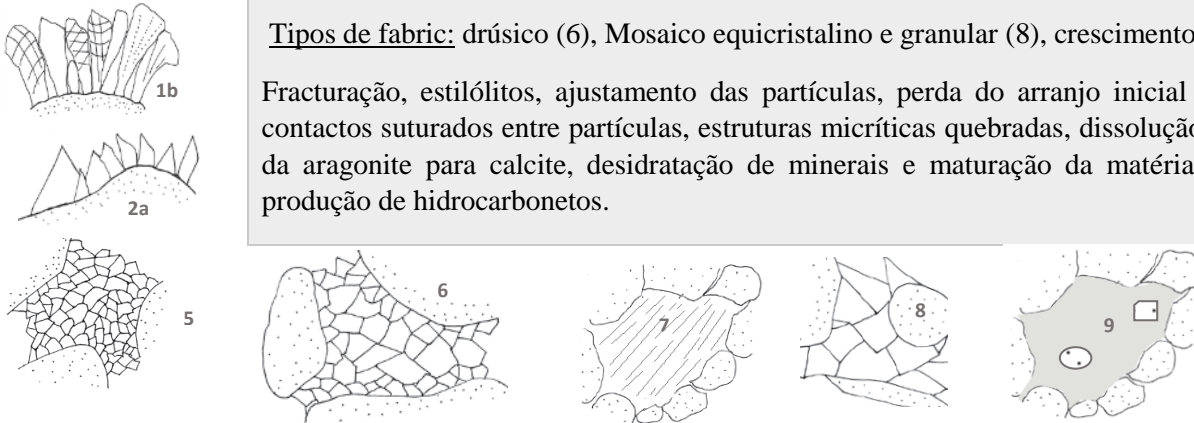 1b
Tipos de fabric: drúsico (6), Mosaico equicristalino e granular (8), crescimento
Fracturação, estilólitos, ajustamento das partículas, perda do arranjo inicial
contactos suturados entre partículas, estruturas micríticas quebradas, dissolução
da aragonite para calcite, desidratação de minerais e maturação da matéria
produção de hidrocarbonetos.
2a
5
6
7
8
9